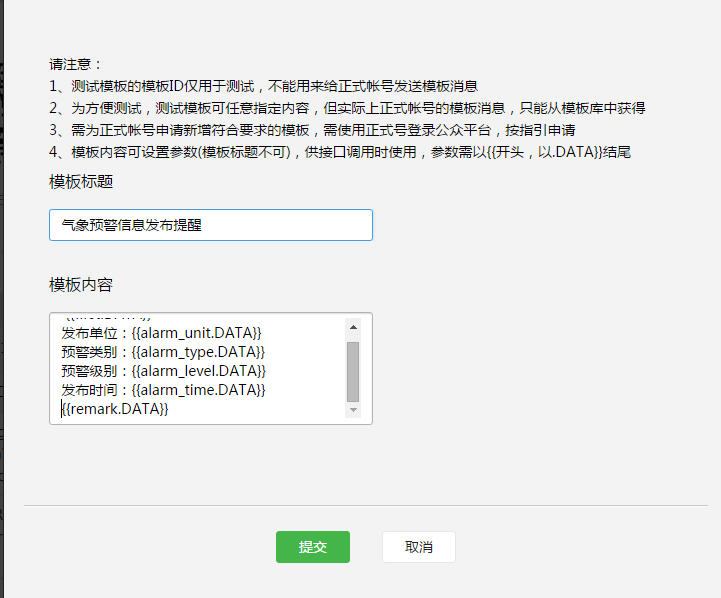 请注意：
1、测试模板的模板ID仅用于测试，不能用来给正式帐号发送模板消息
2、为方便测试，测试模板可任意指定内容，但实际上正式帐号的模板消息，只能从模板库中获得
3、需为正式帐号申请新增符合要求的模板，需使用正式号登录公众平台，按指引申请
4、模板内容可设置参数(模板标题不可)，供接口调用时使用，参数需以{{开头，以.DATA}}结尾
模板标题
气象预警信息发布提醒
模板内容
发布单位：{{alarm_unit.DATA}}
预警类别：{{alarm_type.DATA}}
预警级别：{{alarm_level.DATA}}
发布时间：{{alarm_time.DATA}}
{{remark.DATA}}
提交
取消